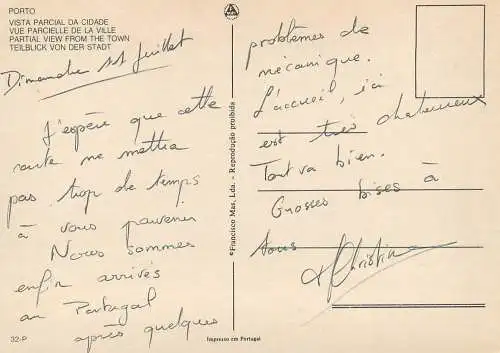 PORTO
VISTA PARCIAL DA CIDADE
VUE PARCIELLE DE LA VILLE
PARTIAL VIEW FROM THE TOWN
TEILBLICK VON DER STADT
Dimanche 11 Juillet
J'espère que cette
carte ne mettra
pas trop de temps
à vous parvenir
Nous sommes
enfin arrivés
au Portugal
après quelques
32-P
©Francisco Mas, Lda. - Reprodução proibida
Impresso em Portugal
problèmes de
mécanique.
L'accueil, ici
est très chaleureux
Tout va bien.
Grosses bises à
tous
Christin